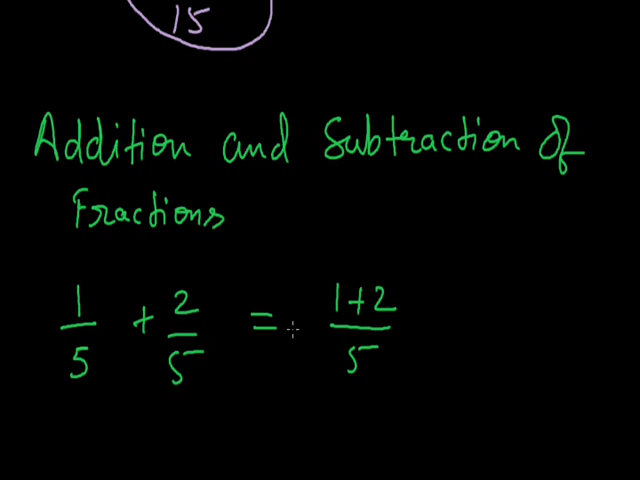 15
Addition and Subtraction of
Fractions
1/5 + 2/5 = 1+2/5